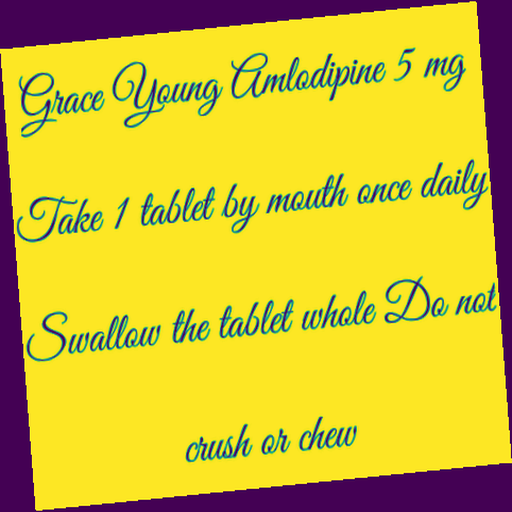 Grace Young Amlodipine 5 mg
Take 1 tablet by mouth once daily
Swallow the tablet whole Do not
crush or chew